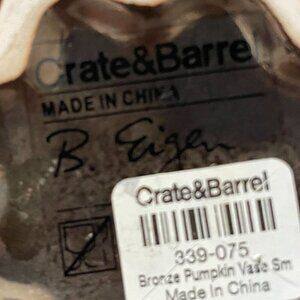 Crate&Barrel
MADE IN CHINA
B. Eigen
Crate&Barrel
339-075
Bronze Pumpkin Vase Sm
Made In China